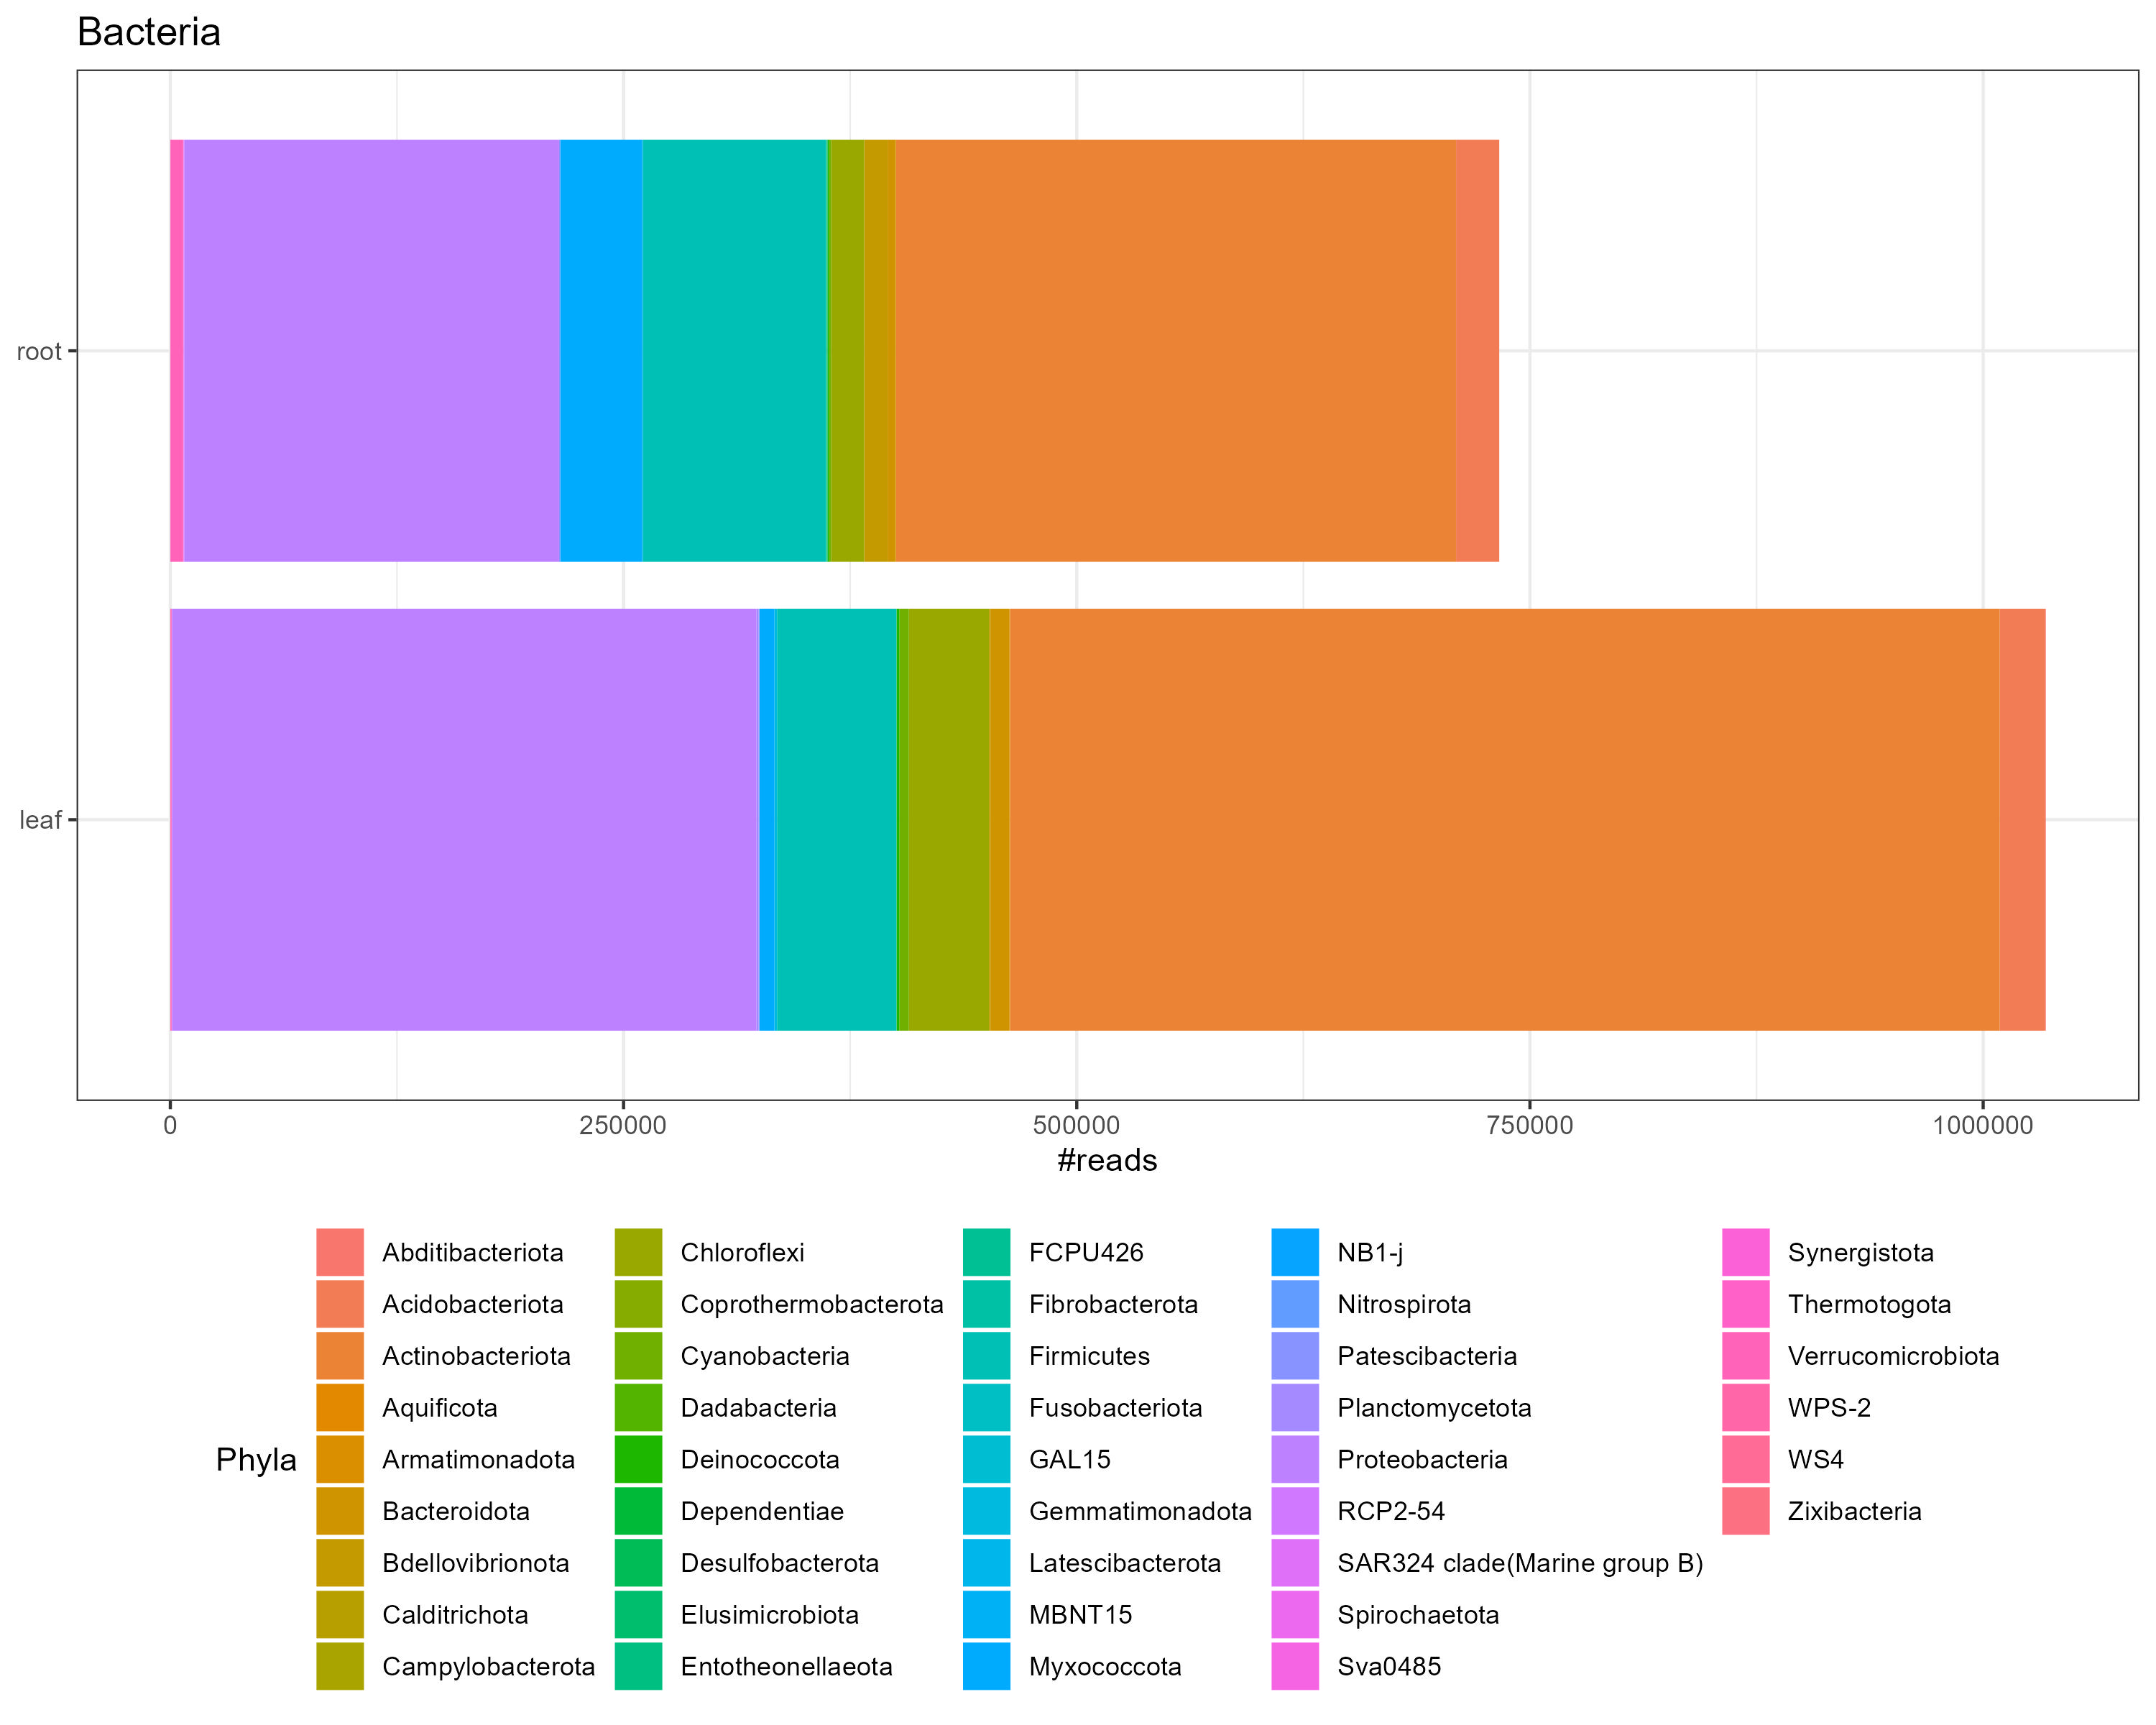 Bacteria
root
leaf
0 250000 500000 750000 1000000
#reads
Phyla
Abditibacteriota
Acidobacteriota
Actinobacteriota
Aquificota
Armatimonadota
Bacteroidota
Bdellovibrionota
Calditrichota
Campylobacterota
Chloroflexi
Coprothermobacterota
Cyanobacteria
Dadabacteria
Deinococcota
Dependentiae
Desulfobacterota
Elusimicrobiota
Entotheonellaeota
FCPU426
Fibrobacterota
Firmicutes
Fusobacteriota
GAL15
Gemmatimonadota
Latescibacterota
MBNT15
Myxococcota
NB1-j
Nitrospirota
Patescibacteria
Planctomycetota
Proteobacteria
RCP2-54
SAR324 clade(Marine group B)
Spirochaetota
Sva0485
Synergistota
Thermotogota
Verrucomicrobiota
WPS-2
WS4
Zixibacteria